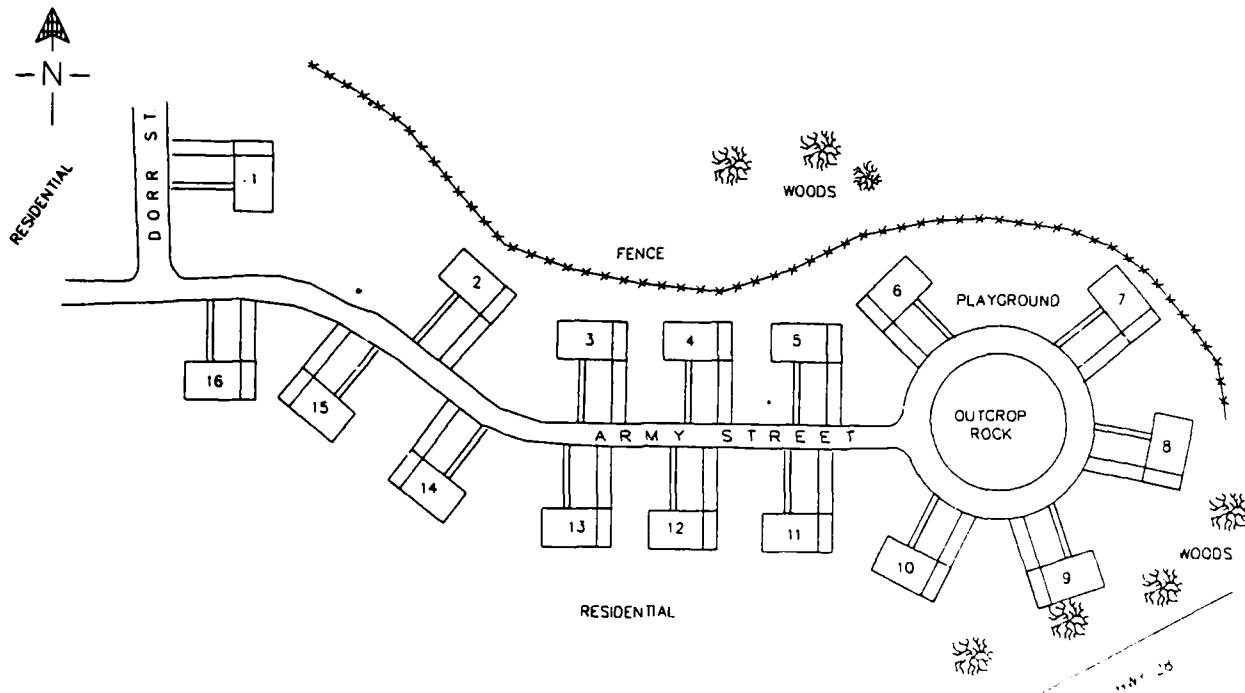 N
DORR ST.
RESIDENTIAL
1
WOODS
FENCE
2
6
PLAYGROUND
7
3
4
5
16
15
OUTCROP
ROCK
ARMY STREET
8
14
13
12
11
10
9
WOODS
RESIDENTIAL